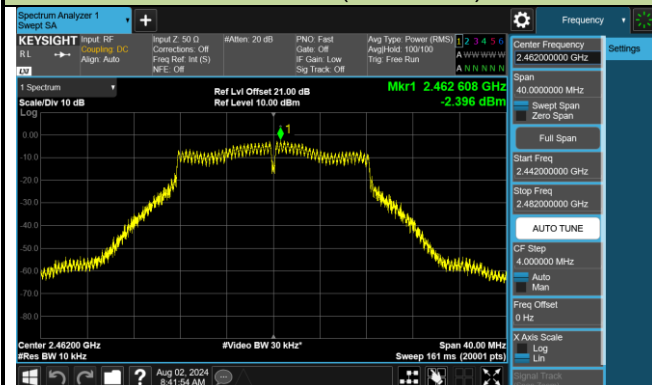 Spectrum Analyzer 1
Swept SA
Frequency
KEYSIGHT
Input: RF
Coupling: DC
Align: Auto
Input Z: 50 Ω
Corrections: Off
Freq Ref: Int (S)
NFE: Off
#Atten: 20 dB
PNO: Fast
Gate: Off
IF Gain: Low
Sig Track: Off
Avg Type: Power (RMS)
Avg|Hold: 100/100
Trig: Free Run
1 2 3 4 5 6
A W W W W W
A N N N N N
R L
LXI
1 Spectrum
Scale/Div 10 dB
Ref Lvl Offset 21.00 dB
Ref Level 10.00 dBm
Mkr1 2.462 608 GHz
-2.396 dBm
Log
1
0.00
-10.0
-20.0
-30.0
-40.0
-50.0
-60.0
-70.0
-80.0
Center 2.46200 GHz
#Res BW 10 kHz
#Video BW 30 kHz*
Span 40.00 MHz
Sweep 161 ms (20001 pts)
Aug 02, 2024
8:41:54 AM
Center Frequency
2.462000000 GHz
Settings
Span
40.0000000 MHz
Swept Span
Zero Span
Full Span
Start Freq
2.442000000 GHz
Stop Freq
2.482000000 GHz
AUTO TUNE
CF Step
4.000000 MHz
Auto
Man
Freq Offset
0 Hz
X Axis Scale
Log
Lin
Signal Track